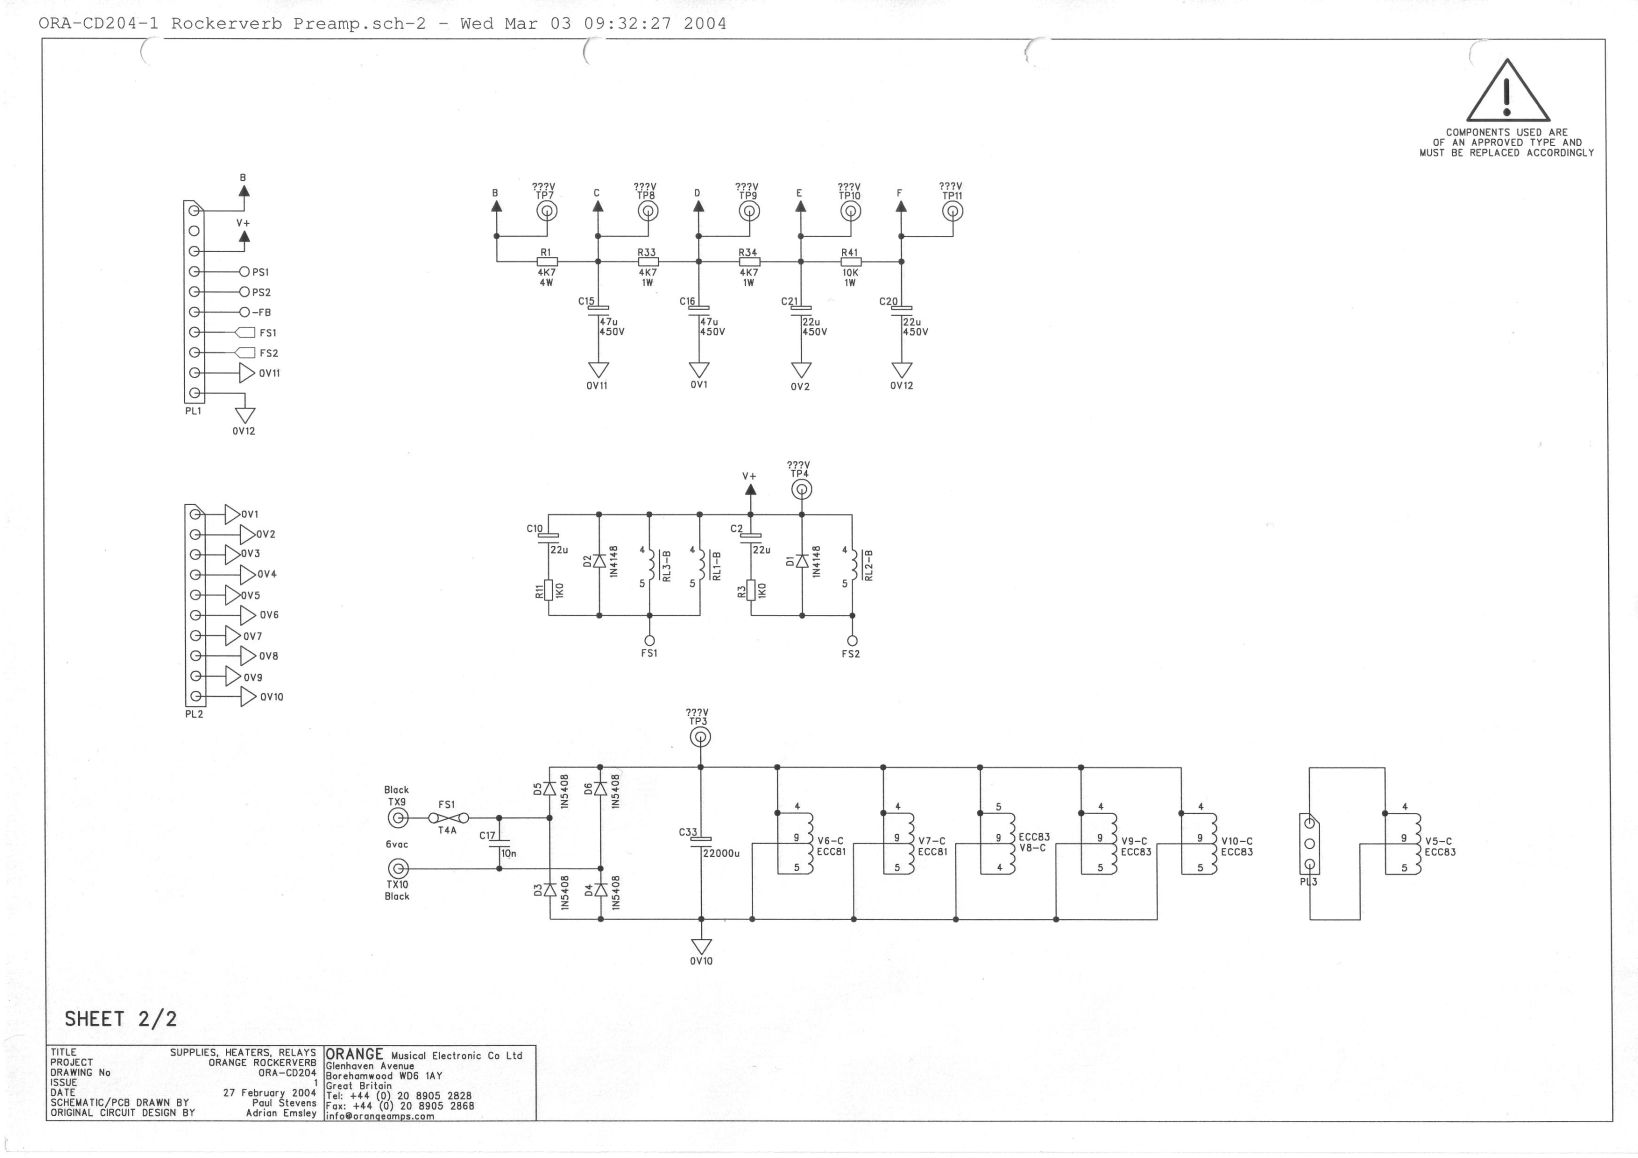 ORA-CD204-1 Rockerverb Preamp.sch-2 - Wed Mar 03 09:32:27 2004
COMPONENTS USED ARE
OF AN APPROVED TYPE AND
MUST BE REPLACED ACCORDINGLY
B
V+
PS1
PS2
-FB
FS1
FS2
0V11
PL1
0V12
B
???V
TP7
C
???V
TP8
D
???V
TP9
E
???V
TP10
F
???V
TP11
R1
4K7
4W
R33
4K7
1W
R34
4K7
1W
R41
10K
1W
C15
47u
450V
C16
47u
450V
C21
22u
450V
C20
22u
450V
0V11
0V1
0V2
0V12
0V1
0V2
0V3
0V4
0V5
0V6
0V7
0V8
0V9
0V10
PL2
V+
???V
TP4
C10
22u
R11
1K0
D2
1N4148
4
5
RL3-B
4
5
RL1-B
C2
22u
R3
1K0
D1
1N4148
4
5
RL2-B
FS1
FS2
???V
TP3
Black
TX9
FS1
T4A
6vac
C17
10n
TX10
Black
D5
1N5408
D6
1N5408
D3
1N5408
D4
1N5408
C33
22000u
0V10
4
9
5
V6-C
ECC81
4
9
5
V7-C
ECC81
5
9
4
ECC83
V8-C
4
9
5
V9-C
ECC83
4
9
5
V10-C
ECC83
PL3
4
9
5
V5-C
ECC83
SHEET 2/2
TITLE SUPPLIES, HEATERS, RELAYS
PROJECT ORANGE ROCKERVERB
DRAWING No ORA-CD204
ISSUE 1
DATE 27 February 2004
SCHEMATIC/PCB DRAWN BY Paul Stevens
ORIGINAL CIRCUIT DESIGN BY Adrian Emsley
ORANGE Musical Electronic Co Ltd
Glenhaven Avenue
Borehamwood WD6 1AY
Great Britain
Tel: +44 (0) 20 8905 2828
Fax: +44 (0) 20 8905 2868
info@orangeamps.com